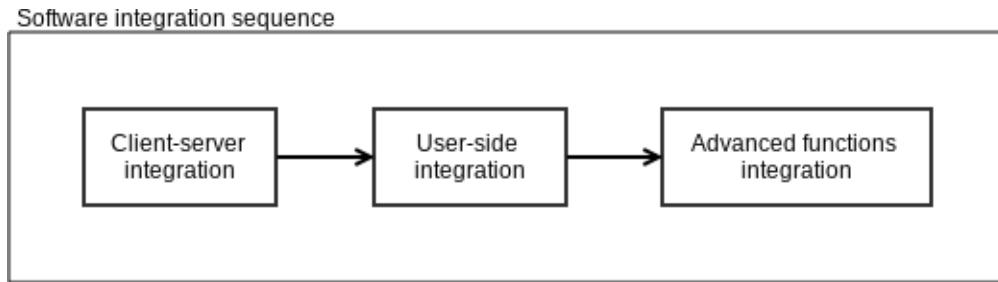 Software integration sequence
Client-server
integration
User-side
integration
Advanced functions
integration